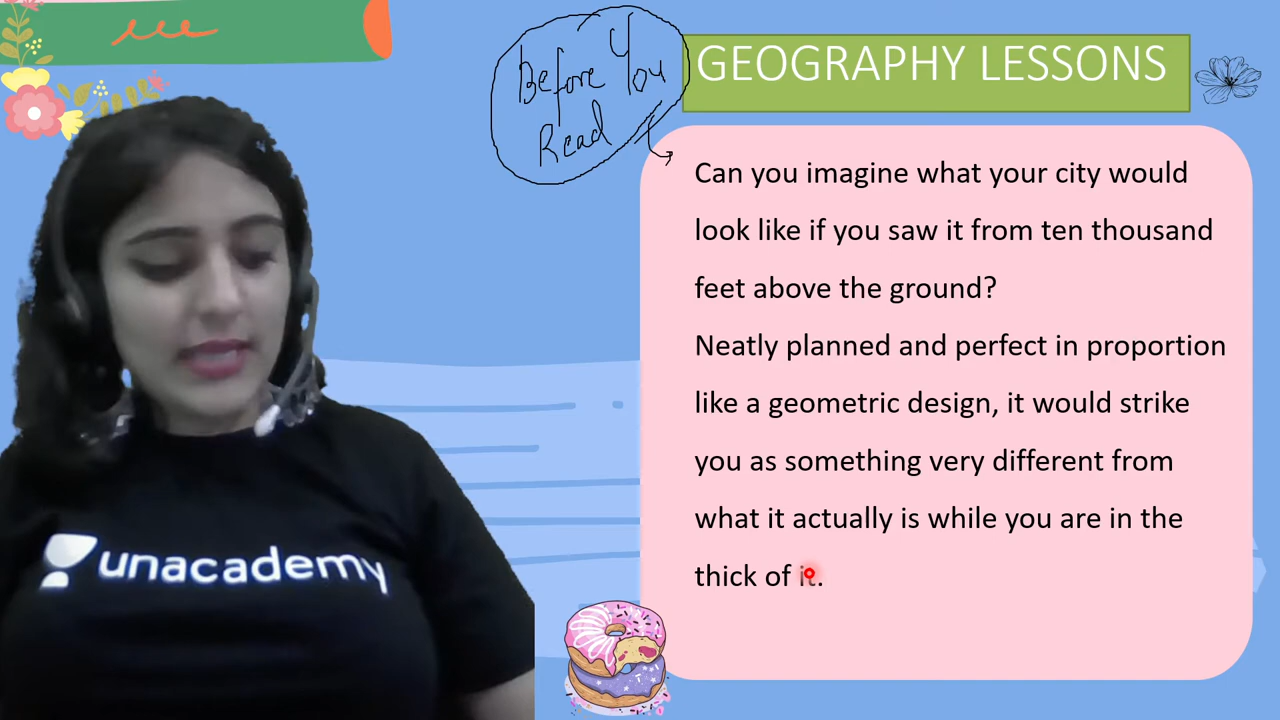 Before You
Read
GEOGRAPHY LESSONS
Can you imagine what your city would
look like if you saw it from ten thousand
feet above the ground?
Neatly planned and perfect in proportion
like a geometric design, it would strike
you as something very different from
what it actually is while you are in the
thick of it.
unacademy